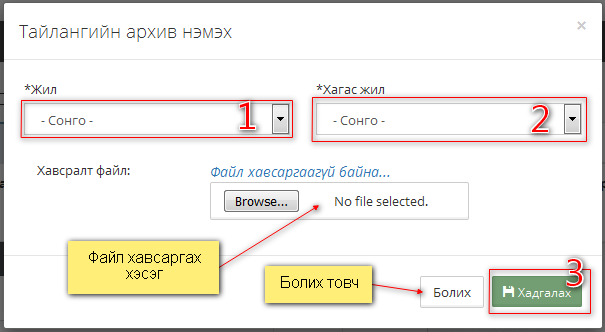 Тайлангийн архив нэмэх
×
*Жил
*Хагас жил
- Сонго -
1
- Сонго -
2
Хавсралт файл:
Файл хавсаргаагүй байна...
Browse...
No file selected.
Файл хавсаргах
хэсэг
Болих товч
Болих
Хадгалах
3